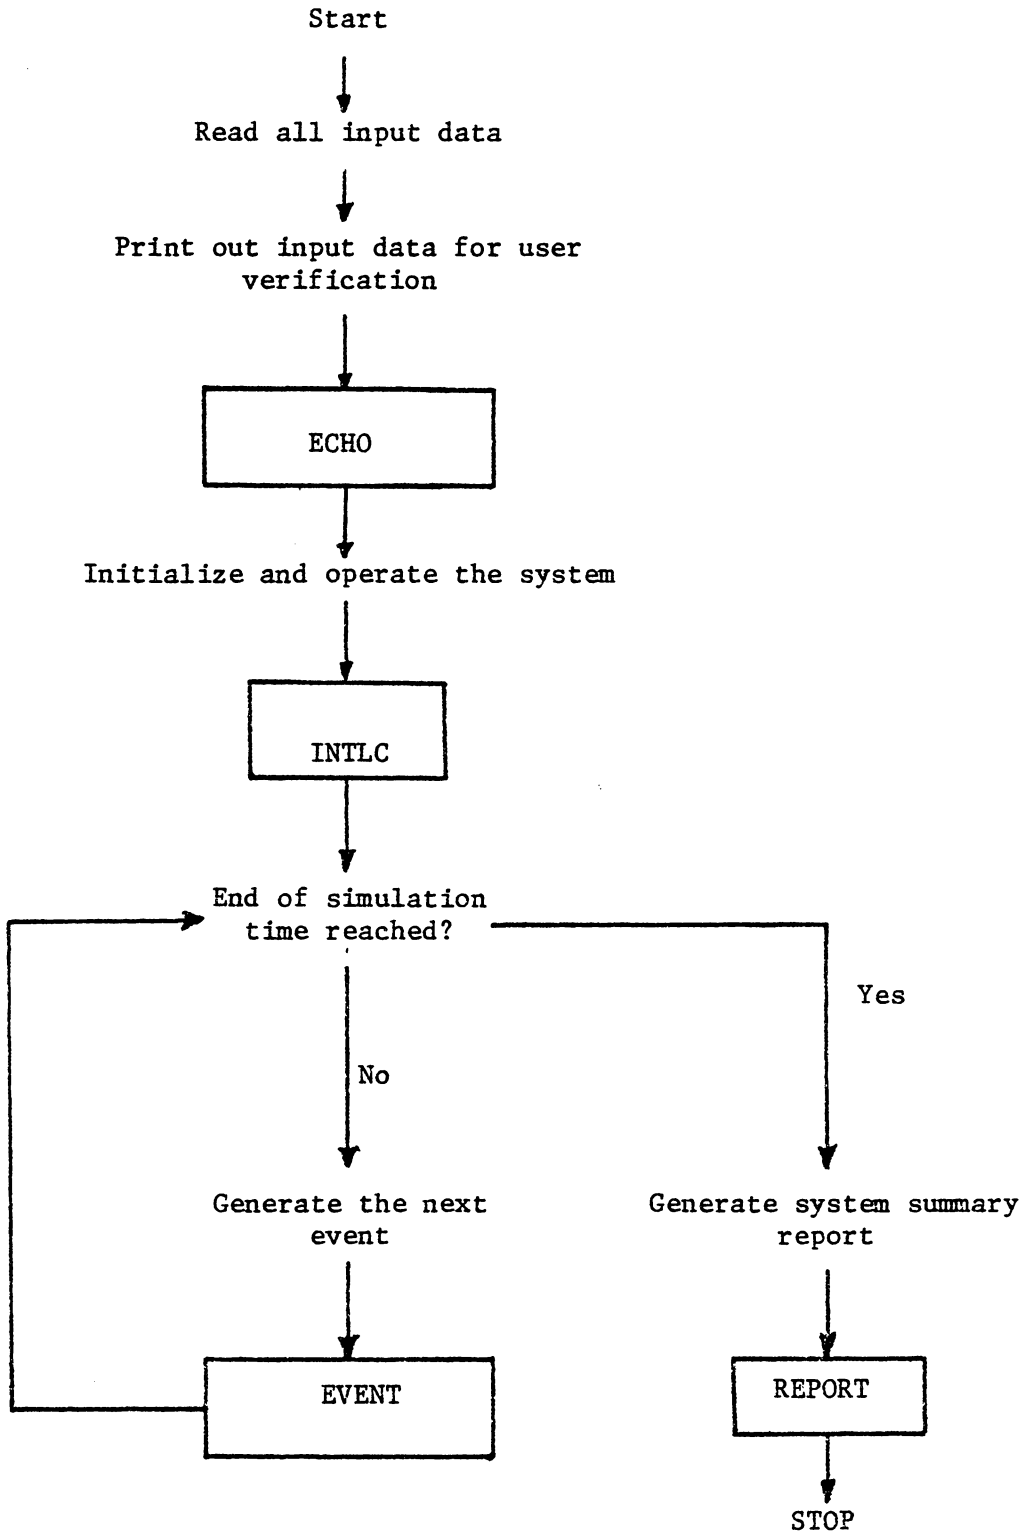 Start
Read all input data
Print out input data for user
verification
ECHO
Initialize and operate the system
INTLC
End of simulation
time reached?
Yes
No
Generate the next
event
Generate system summary
report
EVENT
REPORT
STOP